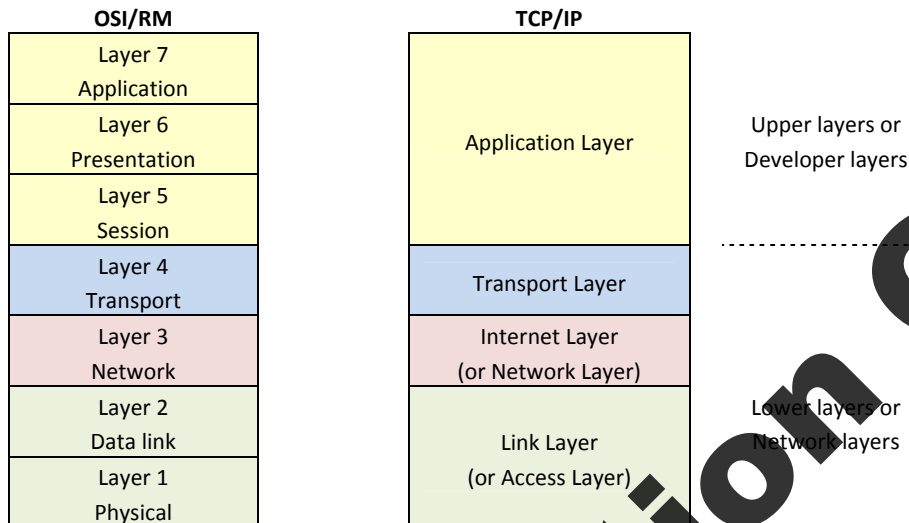 OSI/RM
TCP/IP
Layer 7
Application
Layer 6
Presentation
Layer 5
Session
Layer 4
Transport
Layer 3
Network
Layer 2
Data link
Layer 1
Physical
Application Layer
Transport Layer
Internet Layer
(or Network Layer)
Link Layer
(or Access Layer)
Upper layers or
Developer layers
Lower layers or
Network layers